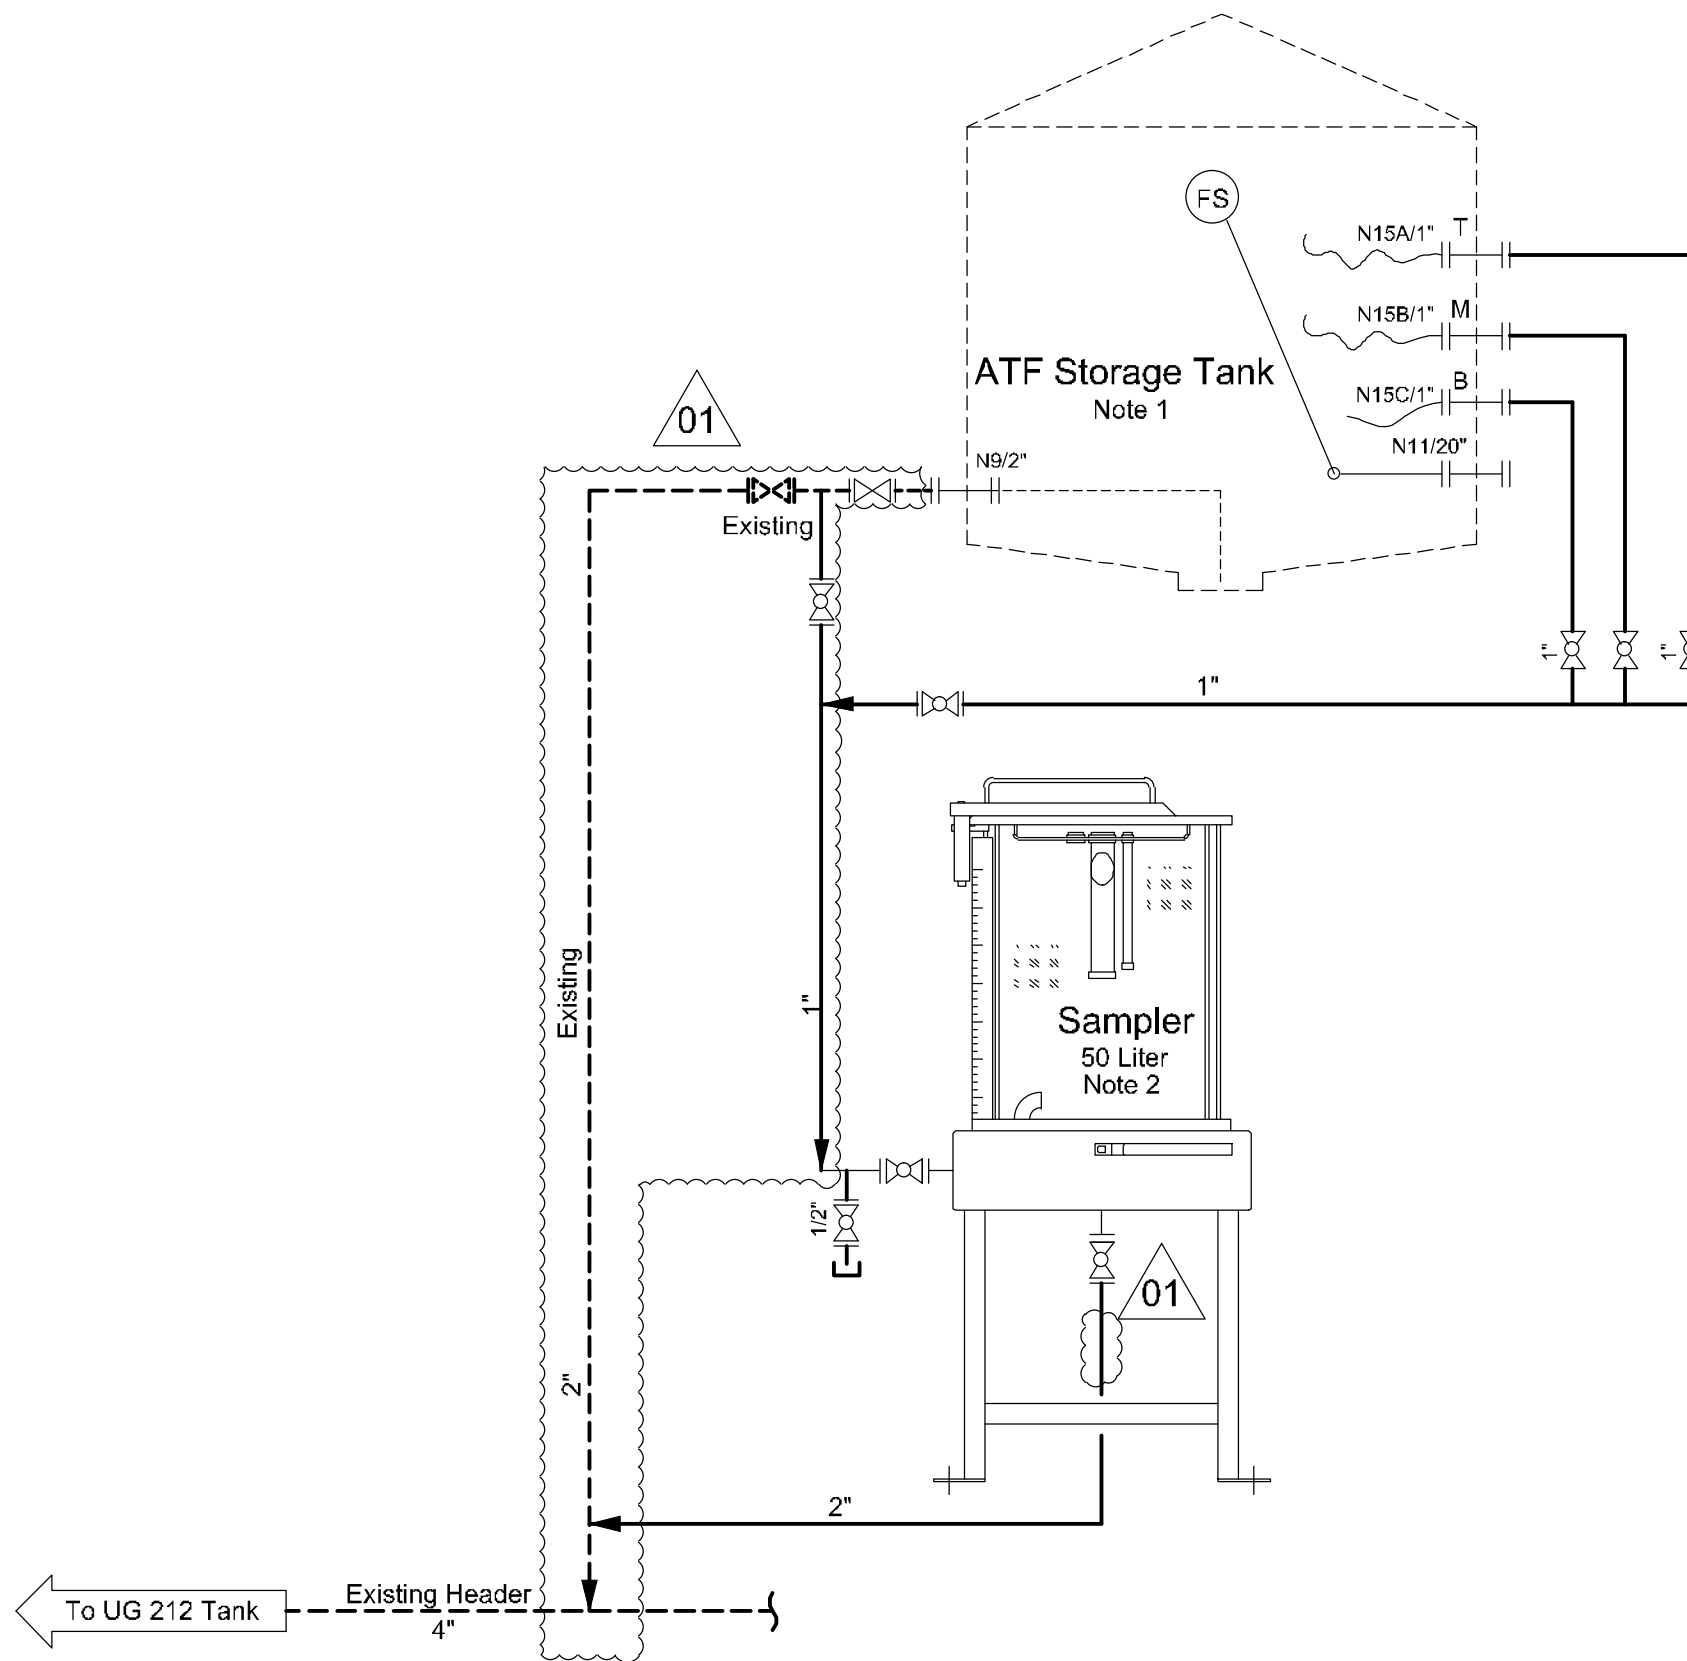 FS
N15A/1" T
N15B/1" M
ATF Storage Tank
Note 1
N15C/1" B
N11/20"
01
N9/2"
Existing
1"
1"
1"
Existing
1"
Sampler
50 Liter
Note 2
1/2"
01
2"
2"
To UG 212 Tank
Existing Header
4"